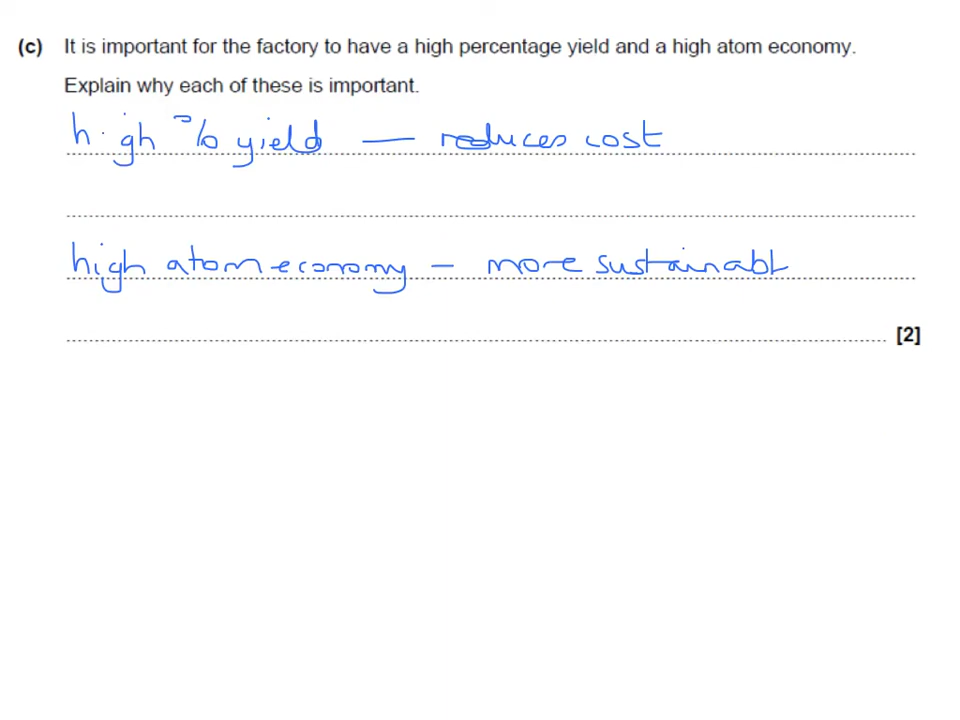 (c) It is important for the factory to have a high percentage yield and a high atom economy.
Explain why each of these is important.
high % yield — reduces cost
high atom economy - more sustainabl
[2]